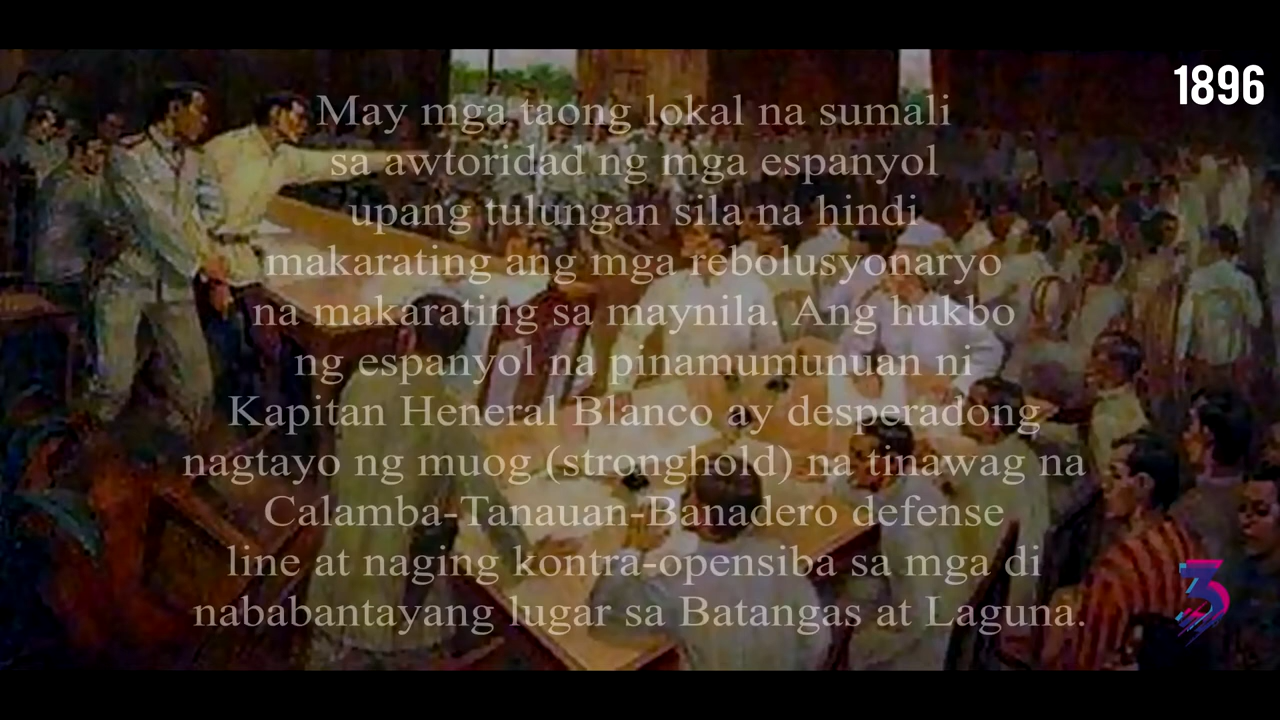 1896
May mga taong lokal na sumali
sa awtoridad ng mga espanyol
upang tulungan sila na hindi
makarating ang mga rebolusyonaryo
na makarating sa maynila. Ang hukbo
ng espanyol na pinamumunuan ni
Kapitan Heneral Blanco ay desperadong
nagtayo ng muog (stronghold) na tinawag na
Calamba-Tanauan-Banadero defense
line at naging kontra-opensiba sa mga di
nababantayang lugar sa Batangas at Laguna.
3